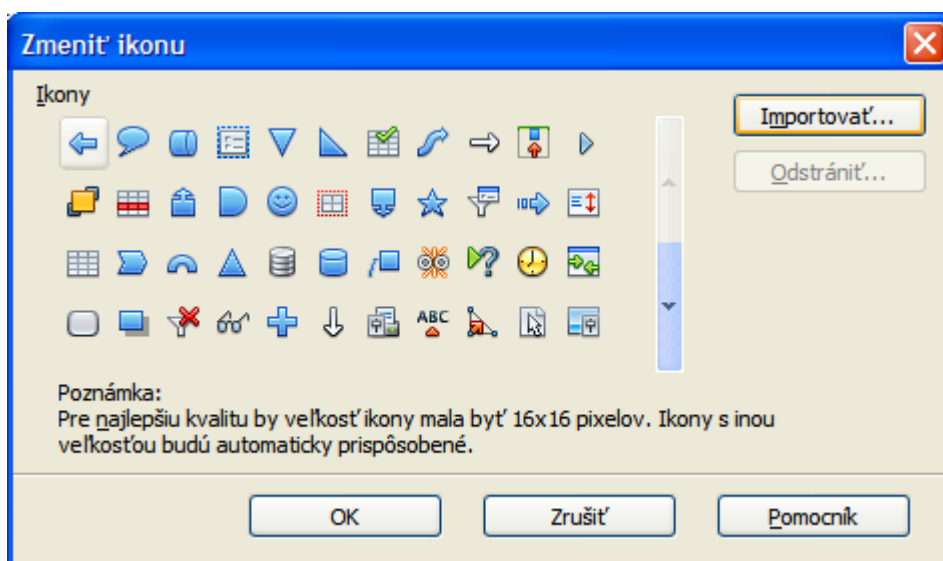 Zmeniť ikonu
Ikony
Importovať...
Odstrániť...
ABC
Poznámka:
Pre najlepšiu kvalitu by veľkosť ikony mala byť 16x16 pixelov. Ikony s inou
veľkosťou budú automaticky prispôsobené.
OK
Zrušiť
Pomocník